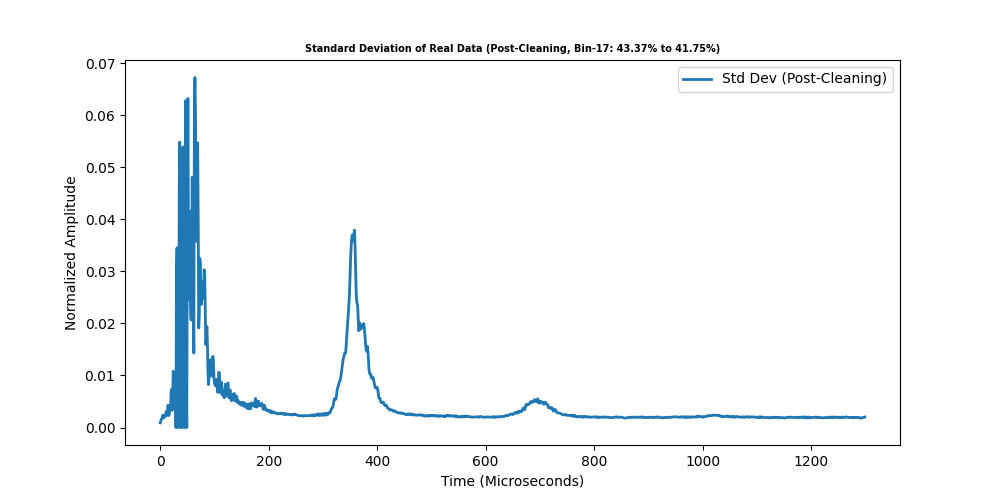 Standard Deviation of Real Data (Post-Cleaning, Bin-17: 43.37% to 41.75%)
Std Dev (Post-Cleaning)
Normalized Amplitude
0.07
0.06
0.05
0.04
0.03
0.02
0.01
0.00
0 200 400 600 800 1000 1200
Time (Microseconds)